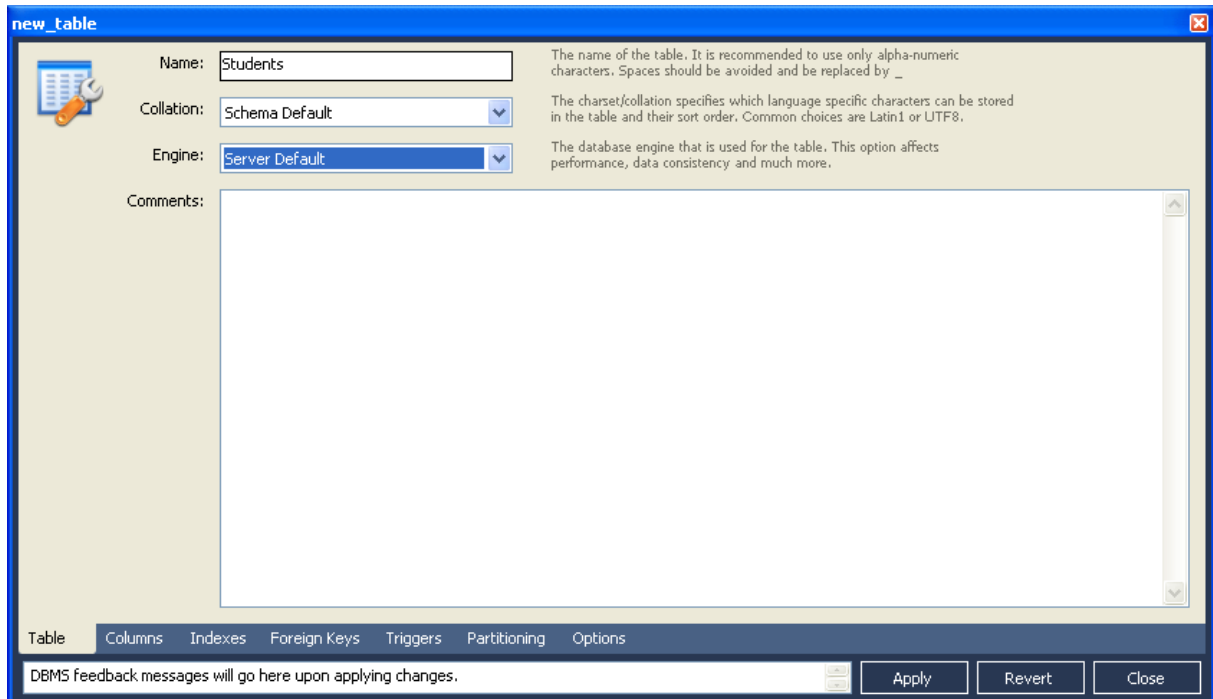 new_table
Name:
Students
The name of the table. It is recommended to use only alpha-numeric
characters. Spaces should be avoided and be replaced by _
Collation:
Schema Default
The charset/collation specifies which language specific characters can be stored
in the table and their sort order. Common choices are Latin1 or UTF8.
Engine:
Server Default
The database engine that is used for the table. This option affects
performance, data consistency and much more.
Comments:
Table Columns Indexes Foreign Keys Triggers Partitioning Options
DBMS feedback messages will go here upon applying changes.
Apply Revert Close